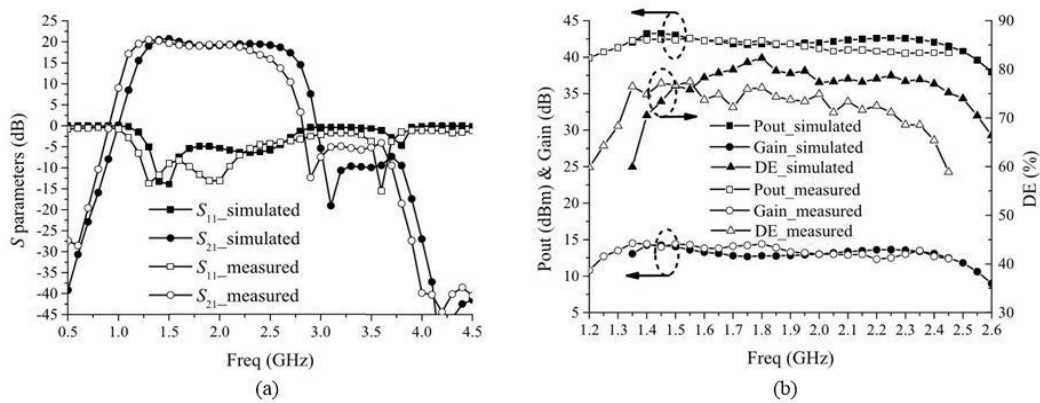 S parameters (dB)
25
20
15
10
5
0
-5
-10
-15
-20
-25
-30
-35
-40
-45
S11_simulated
S21_simulated
S11_measured
S21_measured
0.5 1.0 1.5 2.0 2.5 3.0 3.5 4.0 4.5
Freq (GHz)
(a)
Pout (dBm) & Gain (dB)
45
40
35
30
25
20
15
10
5
Pout_simulated
Gain_simulated
DE_simulated
Pout_measured
Gain_measured
DE_measured
90
80
70
60
50
40
30
DE (%)
1.2 1.3 1.4 1.5 1.6 1.7 1.8 1.9 2.0 2.1 2.2 2.3 2.4 2.5 2.6
Freq (GHz)
(b)